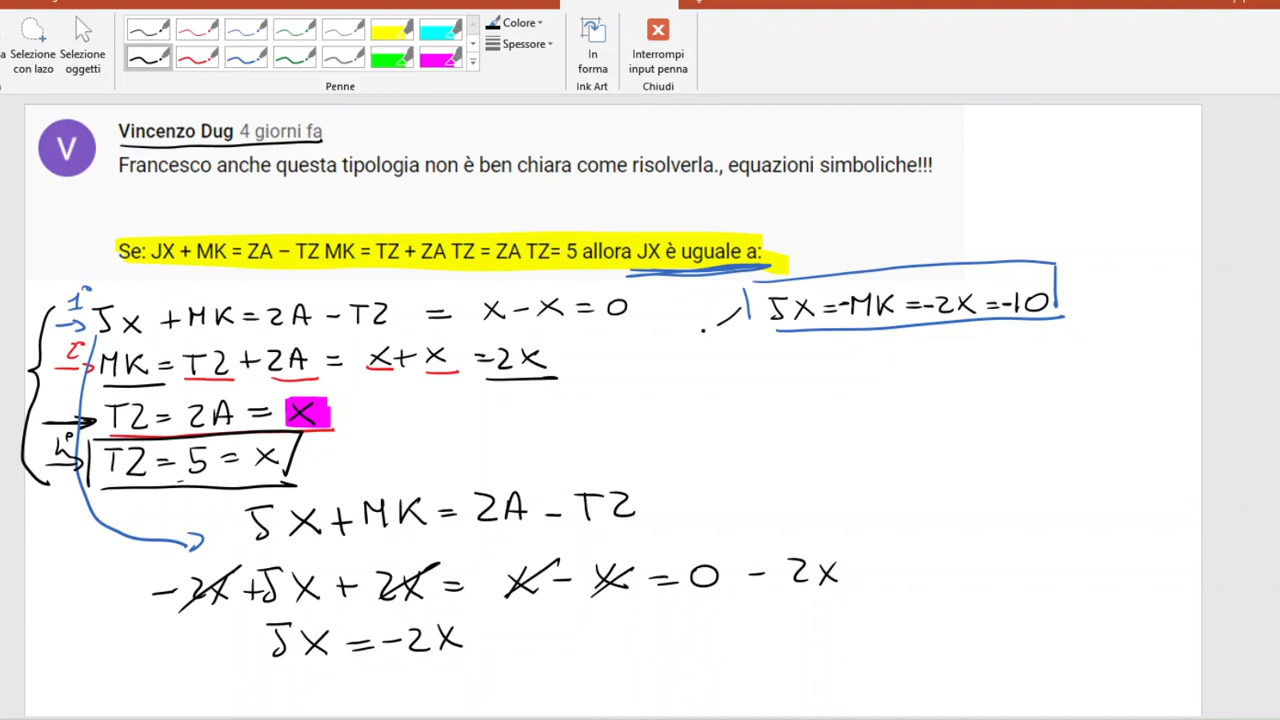 Colore
Spessore
Selezione con lazo
Selezione oggetti
In forma
Interrompi input penna
Penne
Ink Art
Chiudi
V
Vincenzo Dug 4 giorni fa
Francesco anche questa tipologia non è ben chiara come risolverla., equazioni simboliche!!!
Se: JX + MK = ZA – TZ MK = TZ + ZA TZ = ZA TZ= 5 allora JX è uguale a:
1° JX + MK = ZA - TZ = X - X = 0
JX = -MK = -2X = -10
MK = TZ + ZA = X + X = 2X
TZ = ZA = X
TZ = 5 = X
JX + MK = ZA - TZ
-2X + JX + 2X = X - X = 0 - 2X
JX = -2X